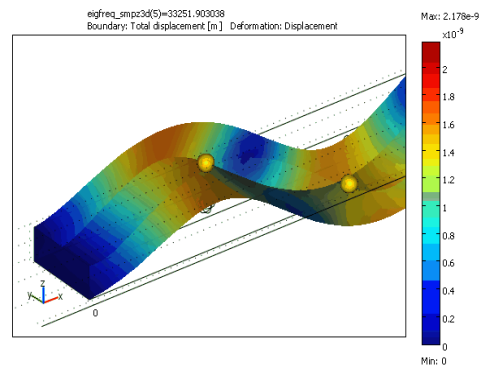 eigfreq_smpz3d(5)=33251.903038
Boundary: Total displacement [m]   Deformation: Displacement
Max: 2.178e-9
x10⁻⁹
2
1.8
1.6
1.4
1.2
1
0.8
0.6
0.4
0.2
0
Min: 0
z
y
x
0